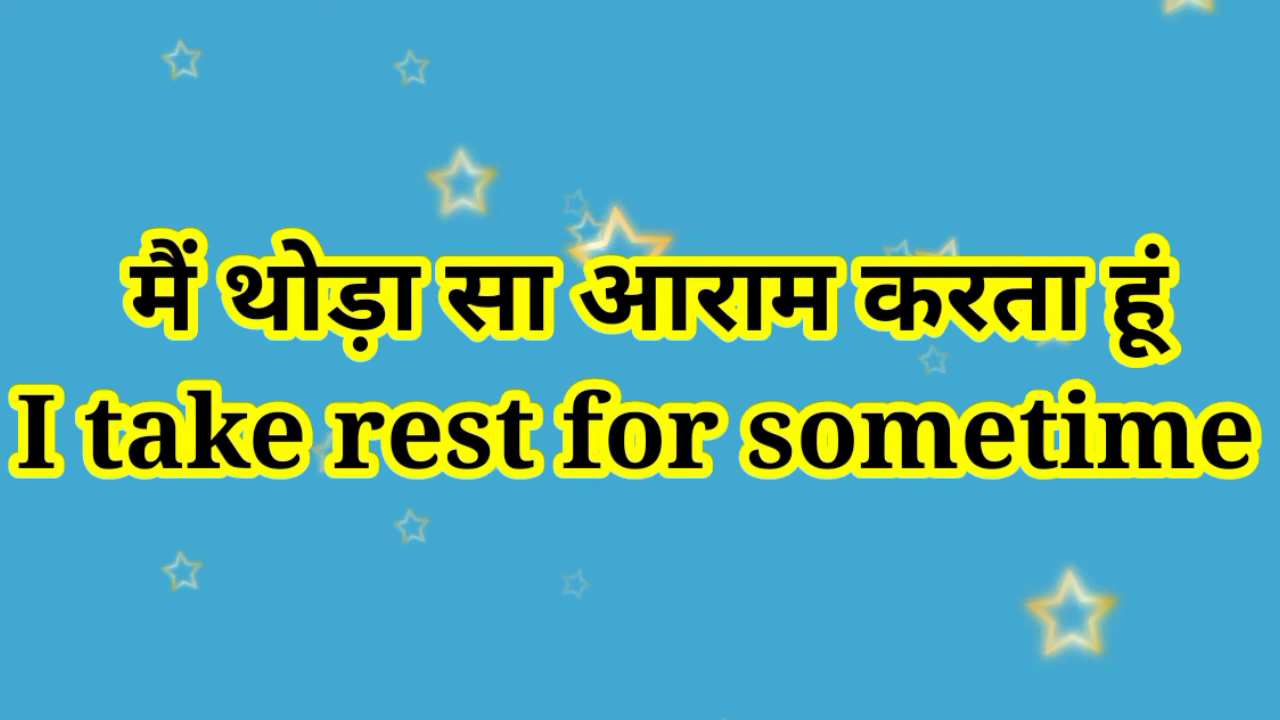 मैं थोड़ा सा आराम करता हूं
I take rest for sometime